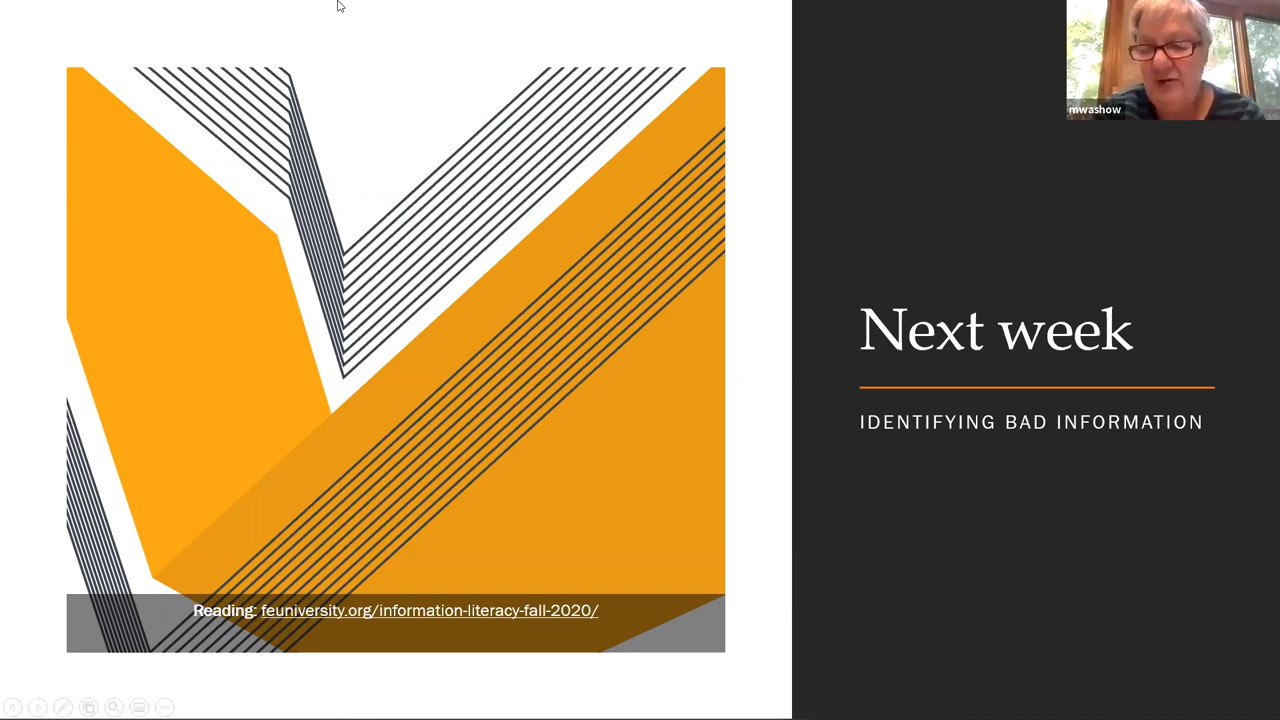 mwashow
Next week
IDENTIFYING BAD INFORMATION
Reading: feuniversity.org/information-literacy-fall-2020/